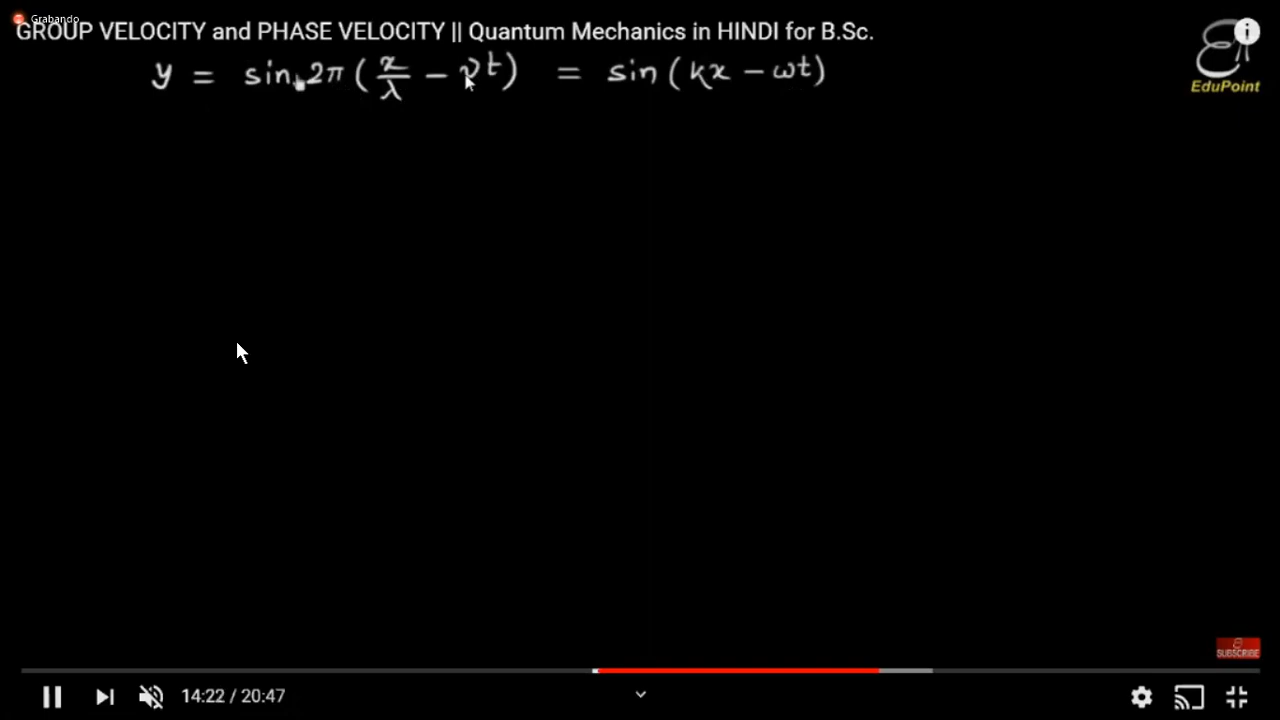 Grabando
GROUP VELOCITY and PHASE VELOCITY || Quantum Mechanics in HINDI for B.Sc.
y = sin 2π (x/λ − νt) = sin (kx − ωt)
EduPoint
SUBSCRIBE
14:22 / 20:47